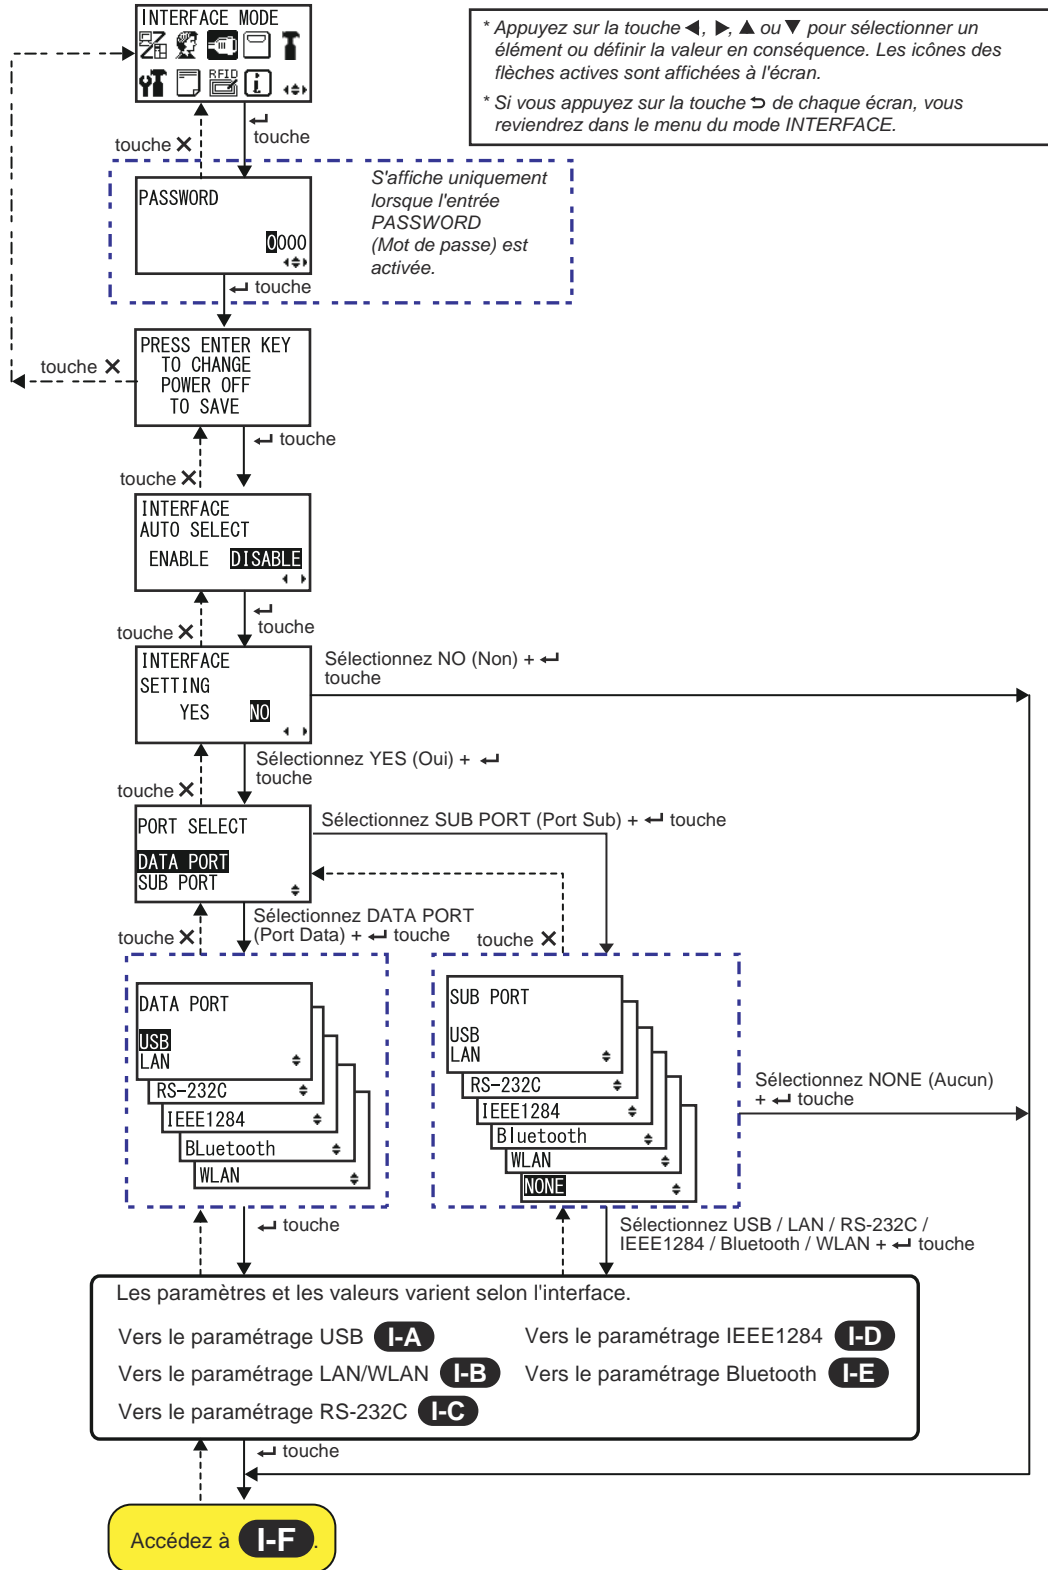 INTERFACE MODE
RFID
* Appuyez sur la touche ◀, ▶, ▲ ou ▼ pour sélectionner un
élément ou définir la valeur en conséquence. Les icônes des
flèches actives sont affichées à l'écran.
* Si vous appuyez sur la touche ⮌ de chaque écran, vous
reviendrez dans le menu du mode INTERFACE.
↵
touche
touche ✕
PASSWORD
0000
S'affiche uniquement
lorsque l'entrée
PASSWORD
(Mot de passe) est
activée.
↵ touche
PRESS ENTER KEY
TO CHANGE
POWER OFF
TO SAVE
touche ✕
↵ touche
touche ✕
INTERFACE
AUTO SELECT
ENABLE DISABLE
↵
touche
touche ✕
INTERFACE
SETTING
YES NO
Sélectionnez NO (Non) + ↵
touche
Sélectionnez YES (Oui) + ↵
touche
touche ✕
PORT SELECT
DATA PORT
SUB PORT
Sélectionnez SUB PORT (Port Sub) + ↵ touche
Sélectionnez DATA PORT
(Port Data) + ↵ touche
touche ✕
touche ✕
DATA PORT
USB
LAN
RS-232C
IEEE1284
BLuetooth
WLAN
SUB PORT
USB
LAN
RS-232C
IEEE1284
Bluetooth
WLAN
NONE
Sélectionnez NONE (Aucun)
+ ↵ touche
↵ touche
Sélectionnez USB / LAN / RS-232C /
IEEE1284 / Bluetooth / WLAN + ↵ touche
Les paramètres et les valeurs varient selon l'interface.
Vers le paramétrage USB I-A
Vers le paramétrage IEEE1284 I-D
Vers le paramétrage LAN/WLAN I-B
Vers le paramétrage Bluetooth I-E
Vers le paramétrage RS-232C I-C
↵ touche
Accédez à I-F.